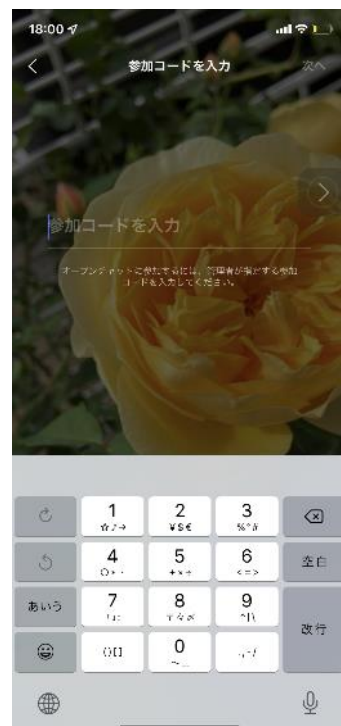 18:00
参加コードを入力
次へ
参加コードを入力
オープンチャットに参加するには、管理者が指定する参加
コードを入力してください。
1 2 3
☆♪→ ¥$€ %°#
4 5 6
空白
+×÷ <=>
あいう 7 8 9
改行
()[] 0 .,-/
~…